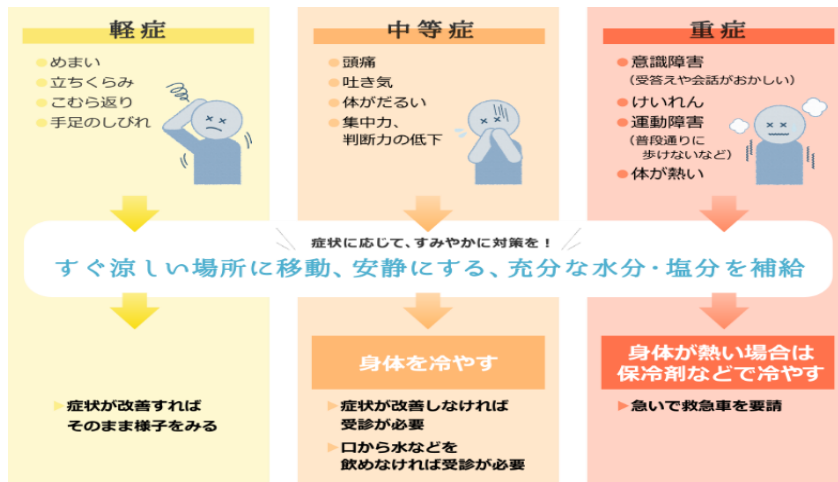 軽症
●めまい
●立ちくらみ
●こむら返り
●手足のしびれ
中等症
●頭痛
●吐き気
●体がだるい
●集中力、
判断力の低下
重症
●意識障害
(受答えや会話がおかしい)
●けいれん
●運動障害
(普段通りに
歩けないなど)
●体が熱い
症状に応じて、すみやかに対策を！
すぐ涼しい場所に移動、安静にする、充分な水分・塩分を補給
▶症状が改善すれば
そのまま様子をみる
身体を冷やす
▶症状が改善しなければ
受診が必要
▶口から水などを
飲めなければ受診が必要
身体が熱い場合は
保冷剤などで冷やす
▶急いで救急車を要請